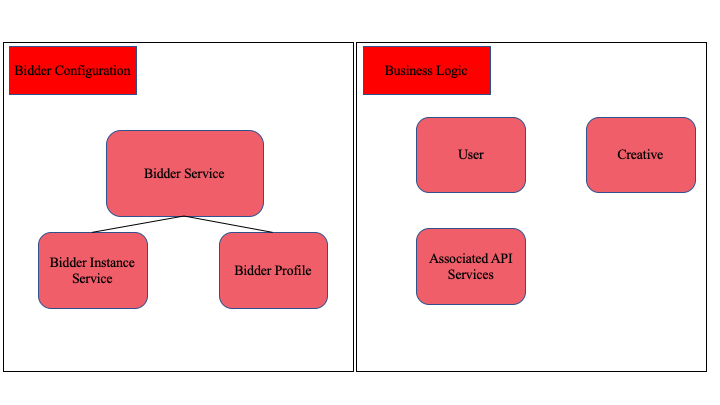 Bidder Configuration
Business Logic
Bidder Service
Bidder Instance
Service
Bidder Profile
User
Creative
Associated API
Services